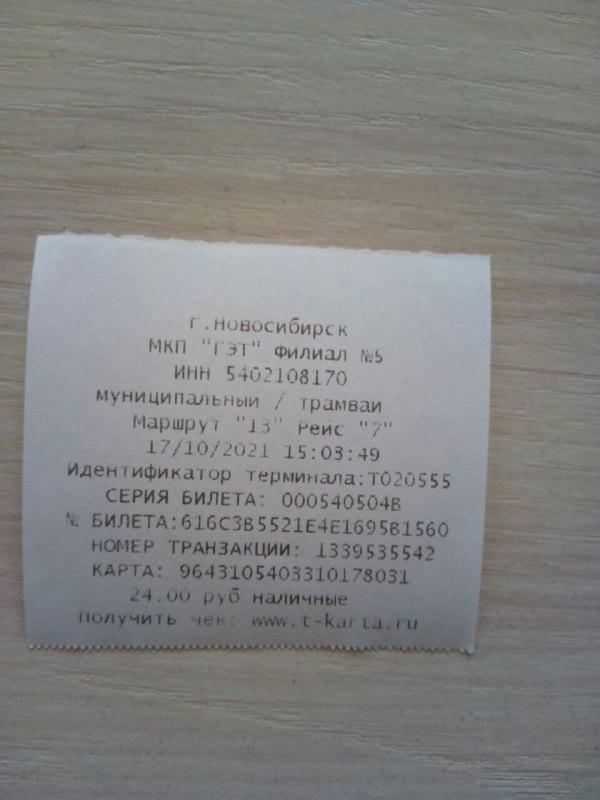 г.Новосибирск
МКП "ГЭТ" Филиал №5
ИНН 5402108170
муниципальный / трамвай
Маршрут "13" Рейс "7"
17/10/2021 15:03:49
Идентификатор терминала:T020555
СЕРИЯ БИЛЕТА: 000540504B
№ БИЛЕТА:616C3B5521E4E1695B1560
НОМЕР ТРАНЗАКЦИИ: 1339535542
КАРТА: 9643105403310178031
24.00 руб наличные
Получить чек: www.t-karta.ru